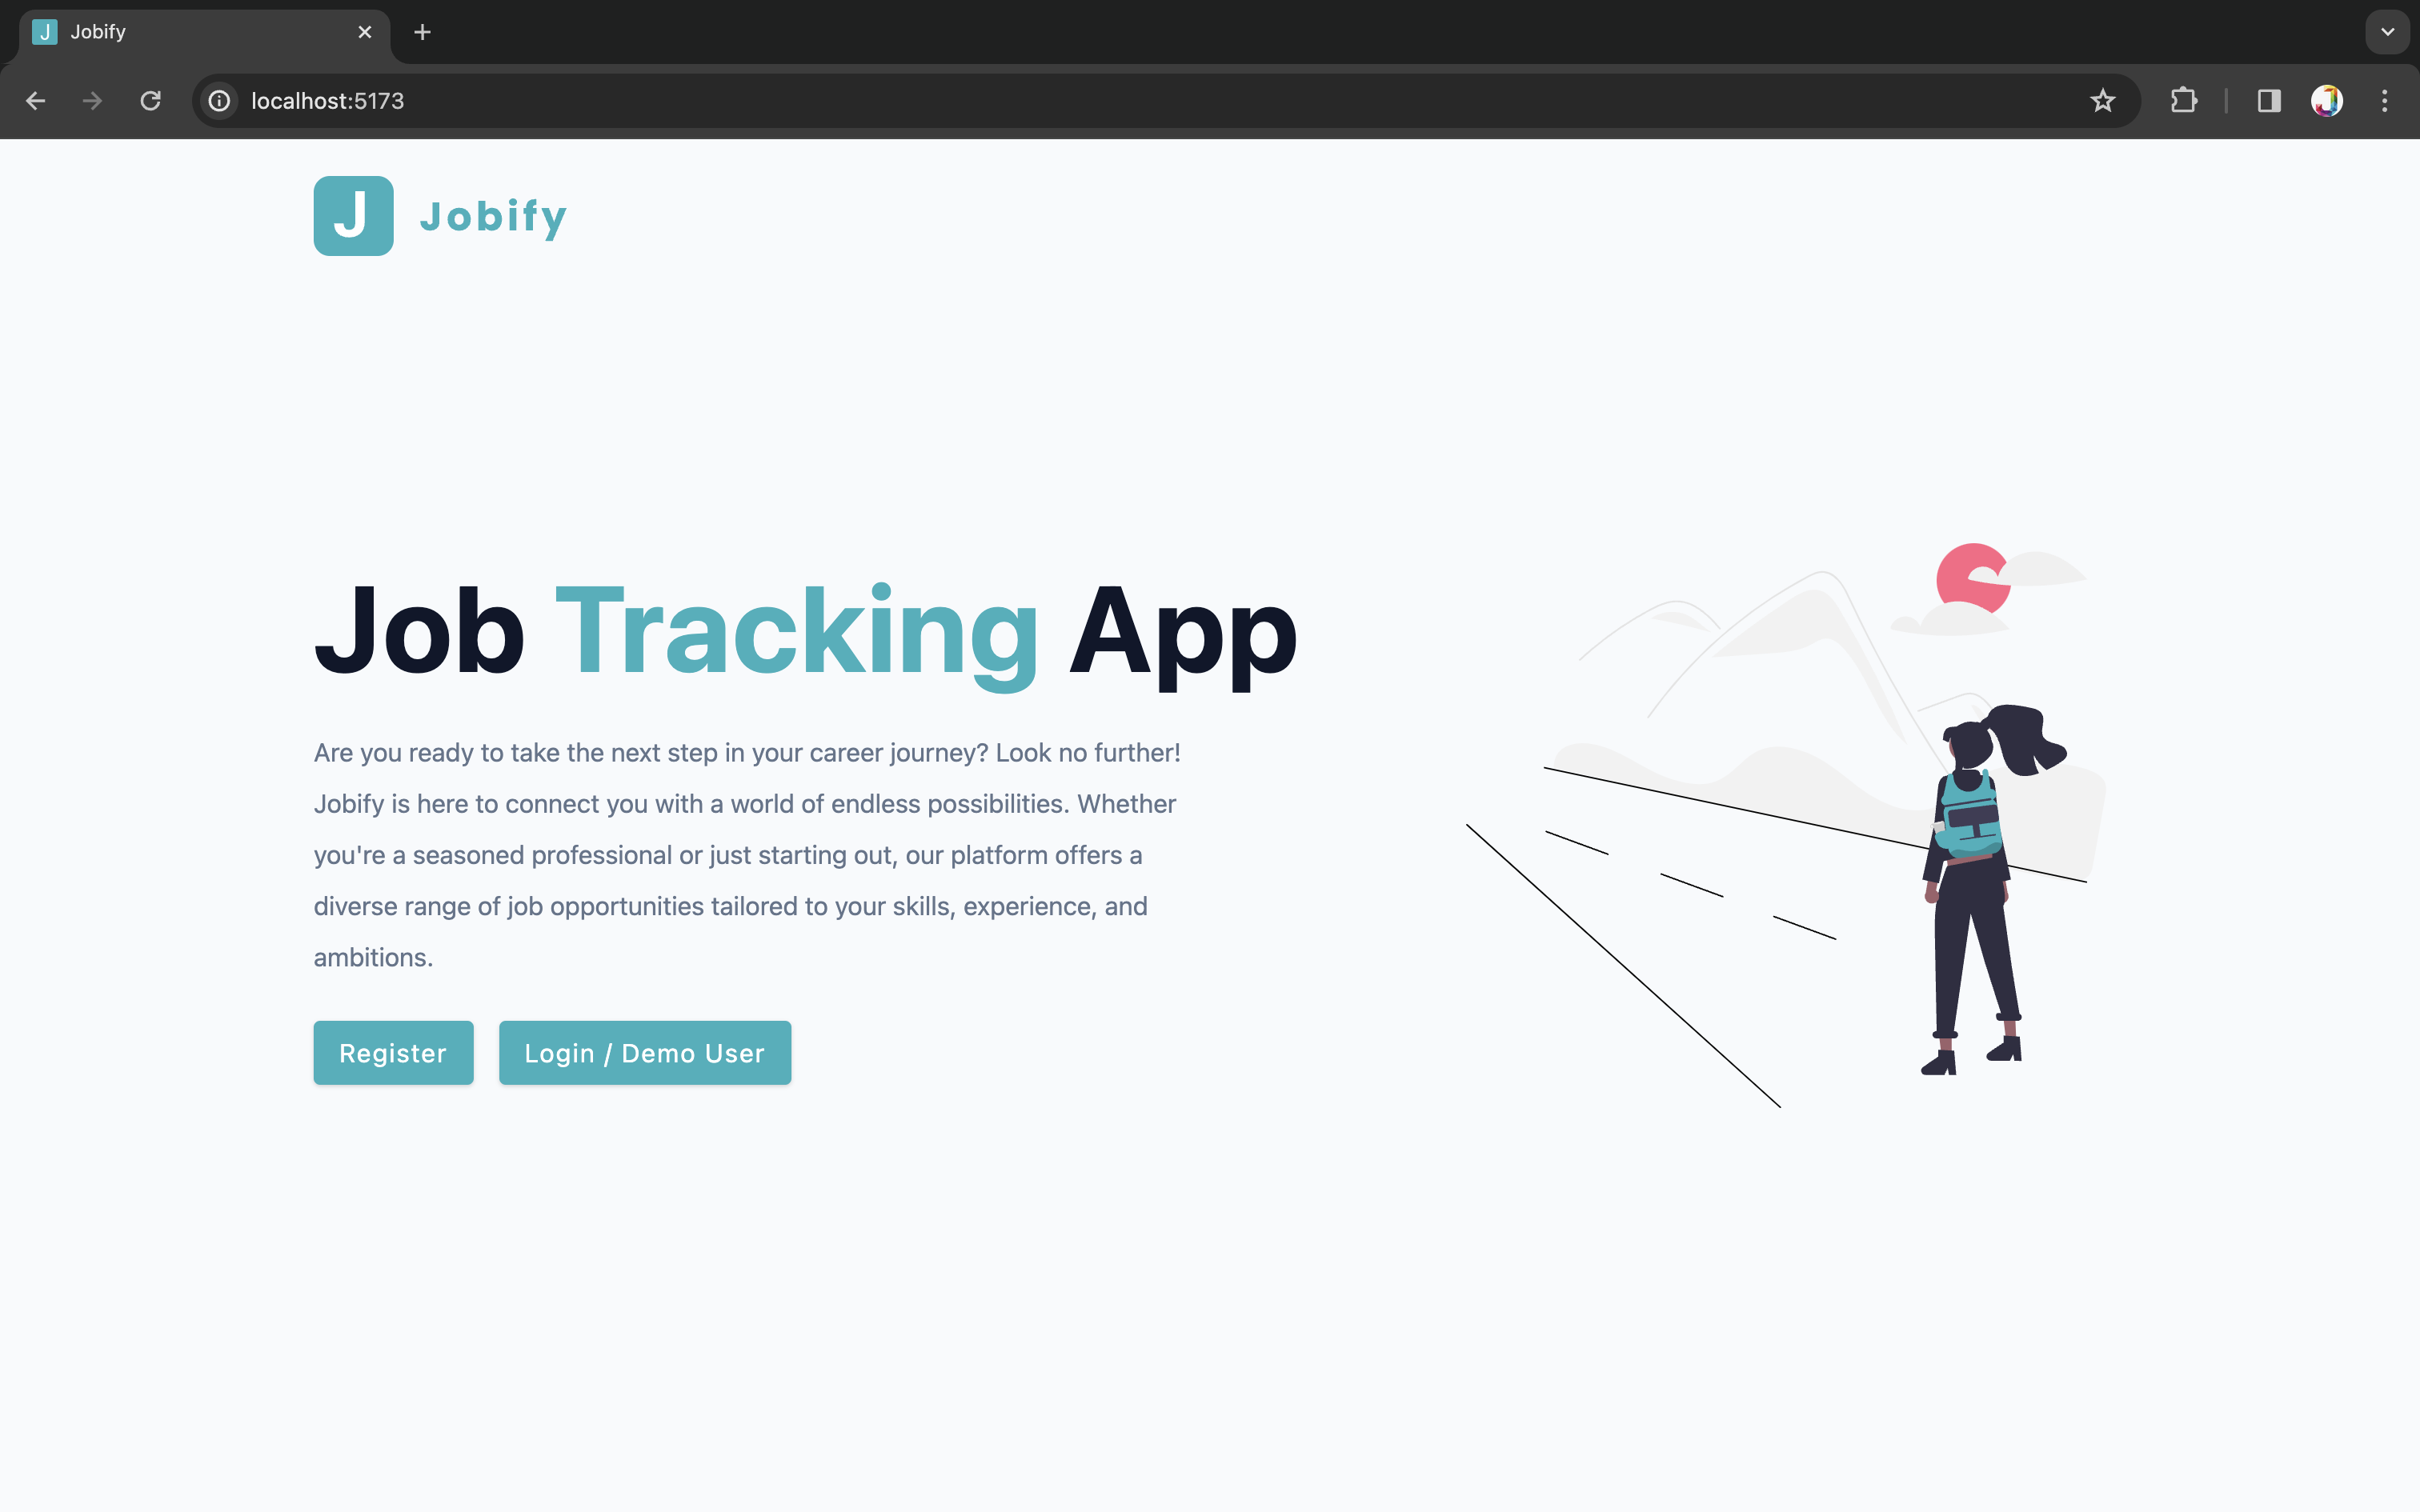 J Jobify
localhost:5173
J Jobify
Job Tracking App
Are you ready to take the next step in your career journey? Look no further!
Jobify is here to connect you with a world of endless possibilities. Whether
you're a seasoned professional or just starting out, our platform offers a
diverse range of job opportunities tailored to your skills, experience, and
ambitions.
Register Login / Demo User